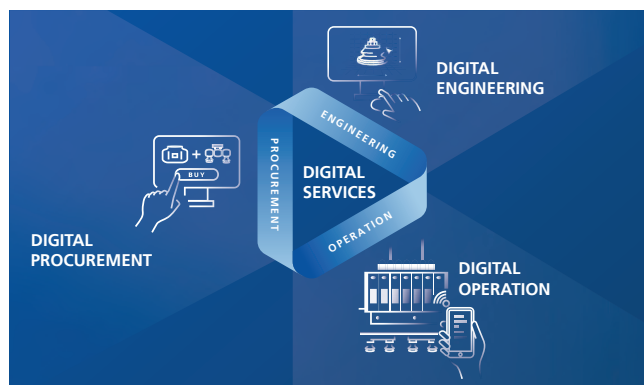 DIGITAL
ENGINEERING
ENGINEERING
PROCUREMENT
DIGITAL
SERVICES
OPERATION
BUY
DIGITAL
PROCUREMENT
DIGITAL
OPERATION